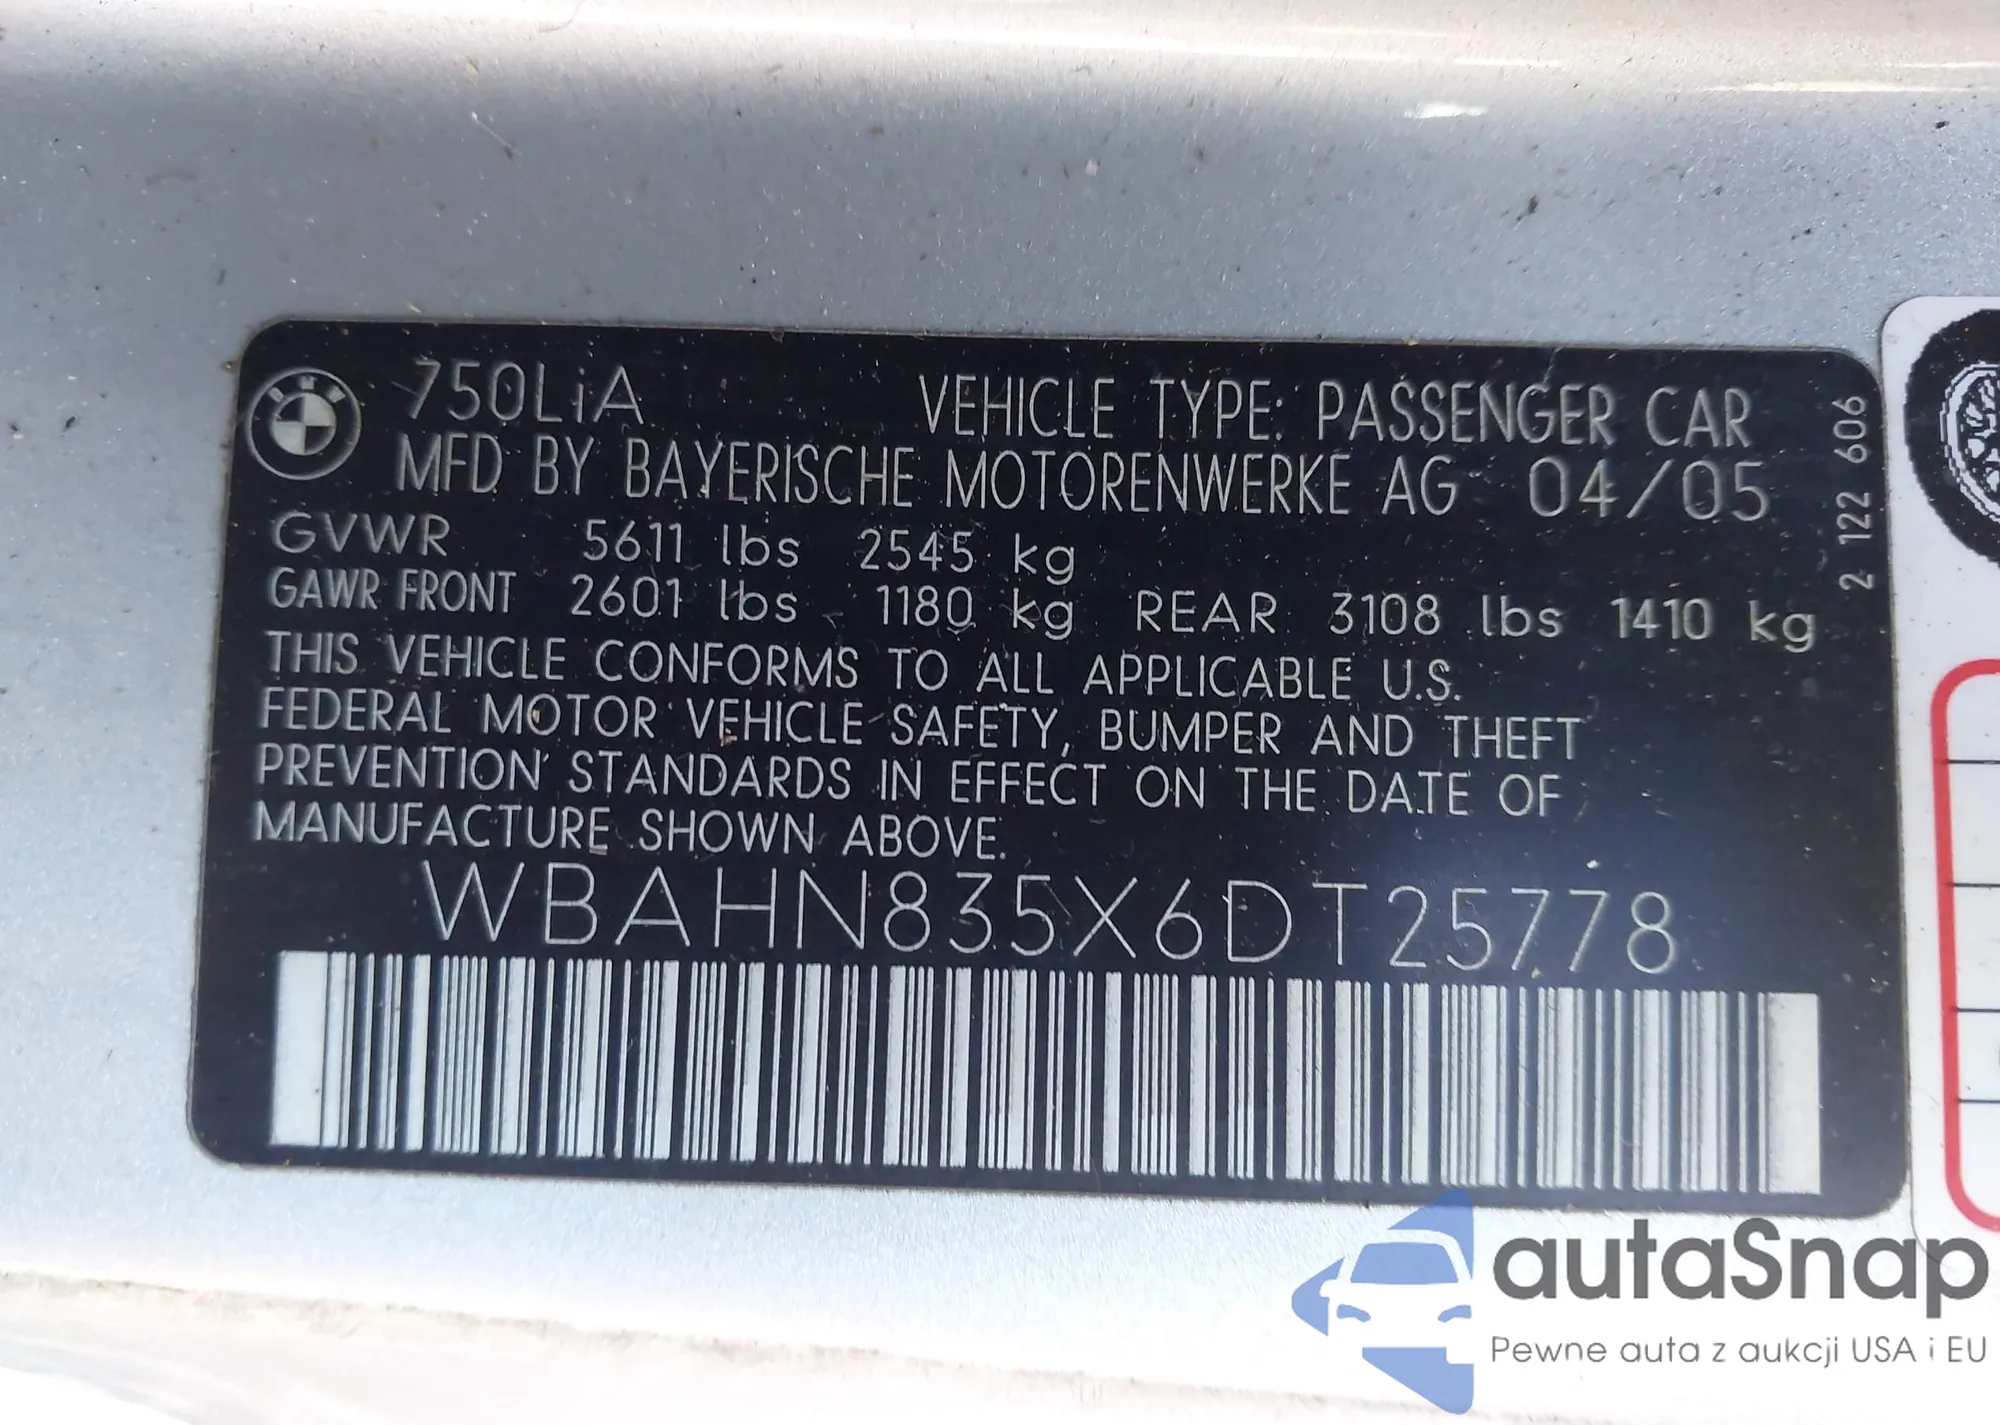 750LiA VEHICLE TYPE: PASSENGER CAR
MFD BY BAYERISCHE MOTORENWERKE AG 04/05
GVWR 5611 lbs 2545 kg
GAWR FRONT 2601 lbs 1180 kg REAR 3108 lbs 1410 kg
THIS VEHICLE CONFORMS TO ALL APPLICABLE U.S.
FEDERAL MOTOR VEHICLE SAFETY, BUMPER AND THEFT
PREVENTION STANDARDS IN EFFECT ON THE DATE OF
MANUFACTURE SHOWN ABOVE.
WBAHN835X6DT25778
2 122 606
autaSnap
Pewne auta z aukcji USA i EU